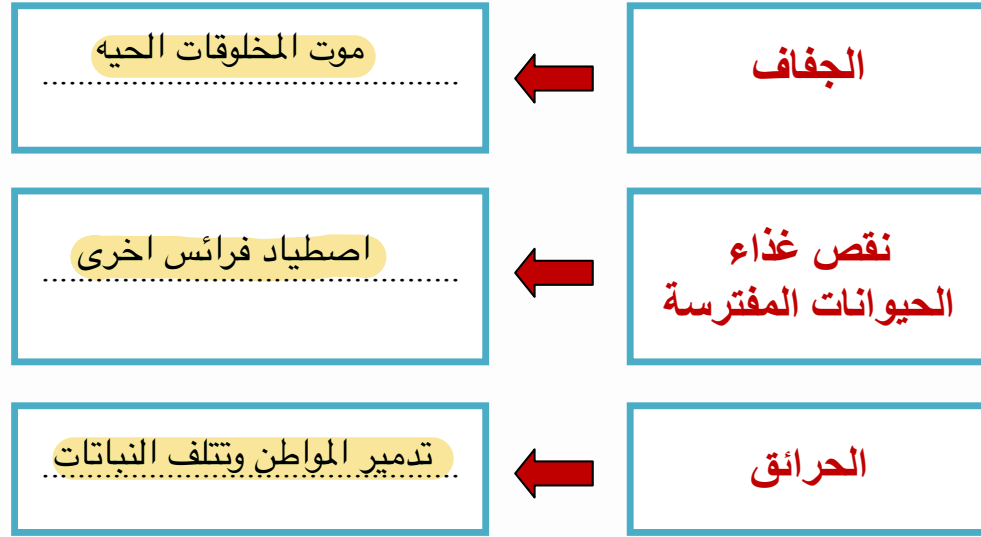 الجفاف
موت المخلوقات الحيه
نقص غذاء
الحيوانات المفترسة
اصطياد فرائس اخرى
الحرائق
تدمير المواطن وتتلف النباتات